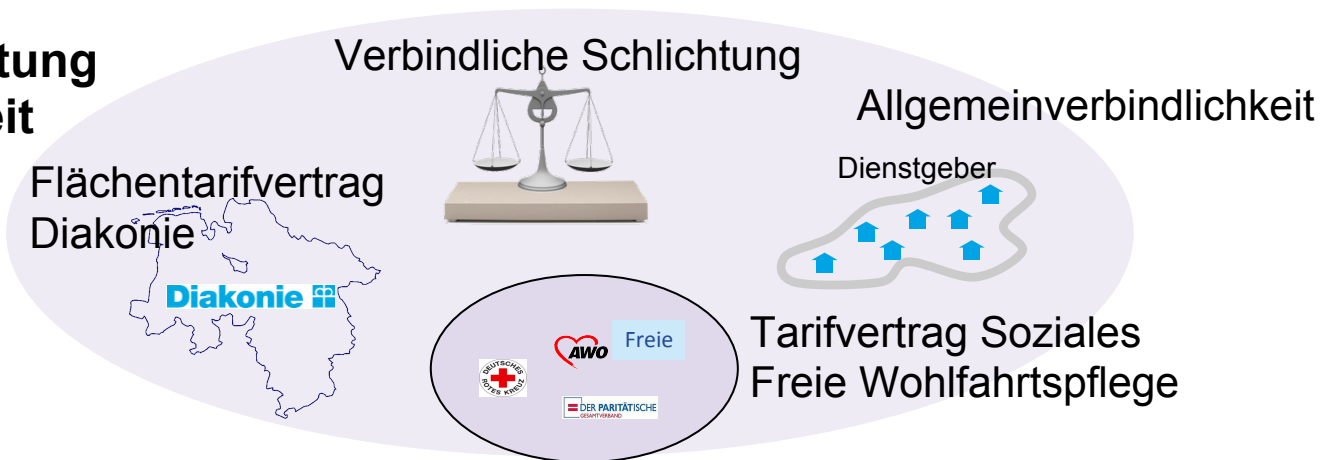 tung
eit
Verbindliche Schlichtung
Allgemeinverbindlichkeit
Flächentarifvertrag
Diakonie
Dienstgeber
Diakonie
AWO
Freie
DEUTSCHES
ROTES KREUZ
DER PARITÄTISCHE
GESAMTVERBAND
Tarifvertrag Soziales
Freie Wohlfahrtspflege